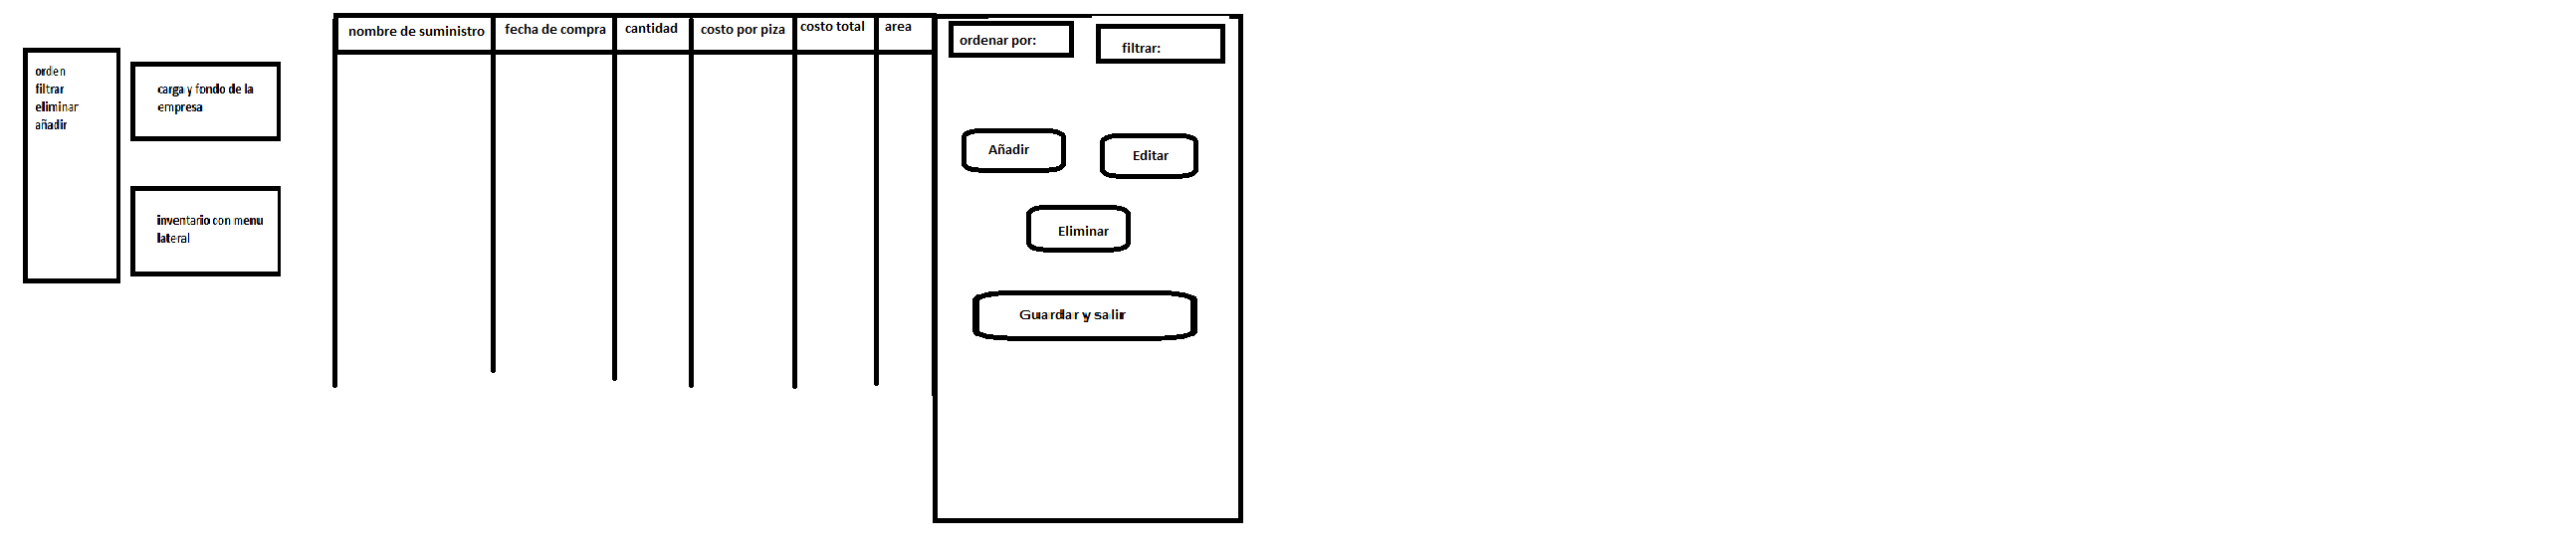 orden
filtrar
eliminar
añadir
carga y fondo de la
empresa
inventario con menu
lateral
nombre de suministro
fecha de compra
cantidad
costo por piza
costo total
area
ordenar por:
filtrar:
Añadir
Editar
Eliminar
Guardar y salir